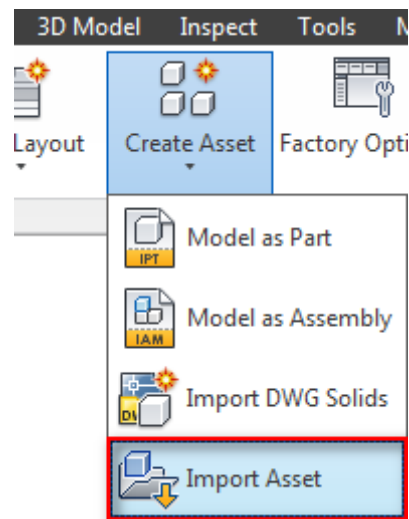 3D Model Inspect Tools
Layout Create Asset Factory Opti
Model as Part
IPT
Model as Assembly
IAM
Import DWG Solids
Import Asset